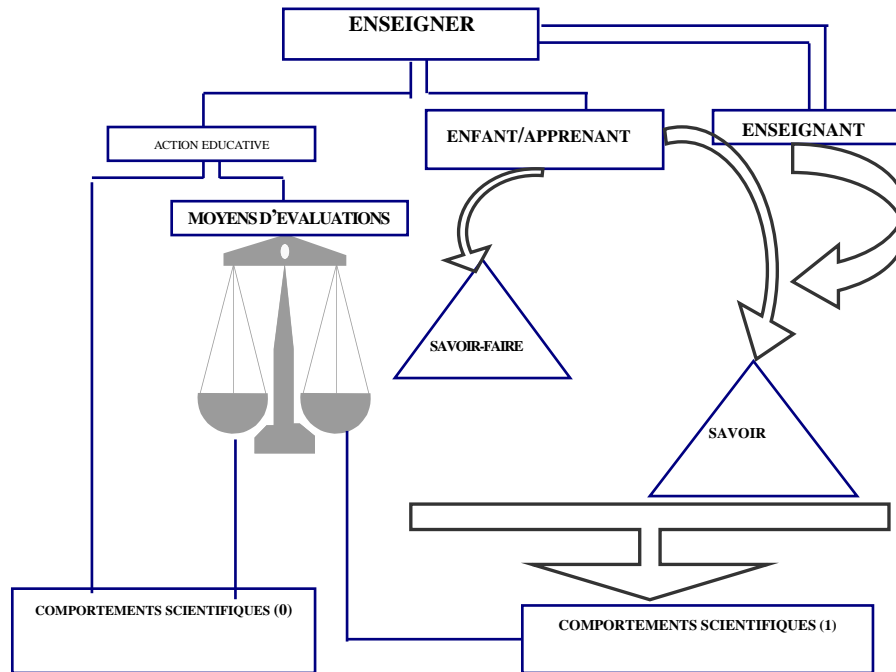 ENSEIGNER
ENFANT/APPRENANT
ENSEIGNANT
ACTION EDUCATIVE
MOYENS D'EVALUATIONS
SAVOIR-FAIRE
SAVOIR
COMPORTEMENTS SCIENTIFIQUES (0)
COMPORTEMENTS SCIENTIFIQUES (1)